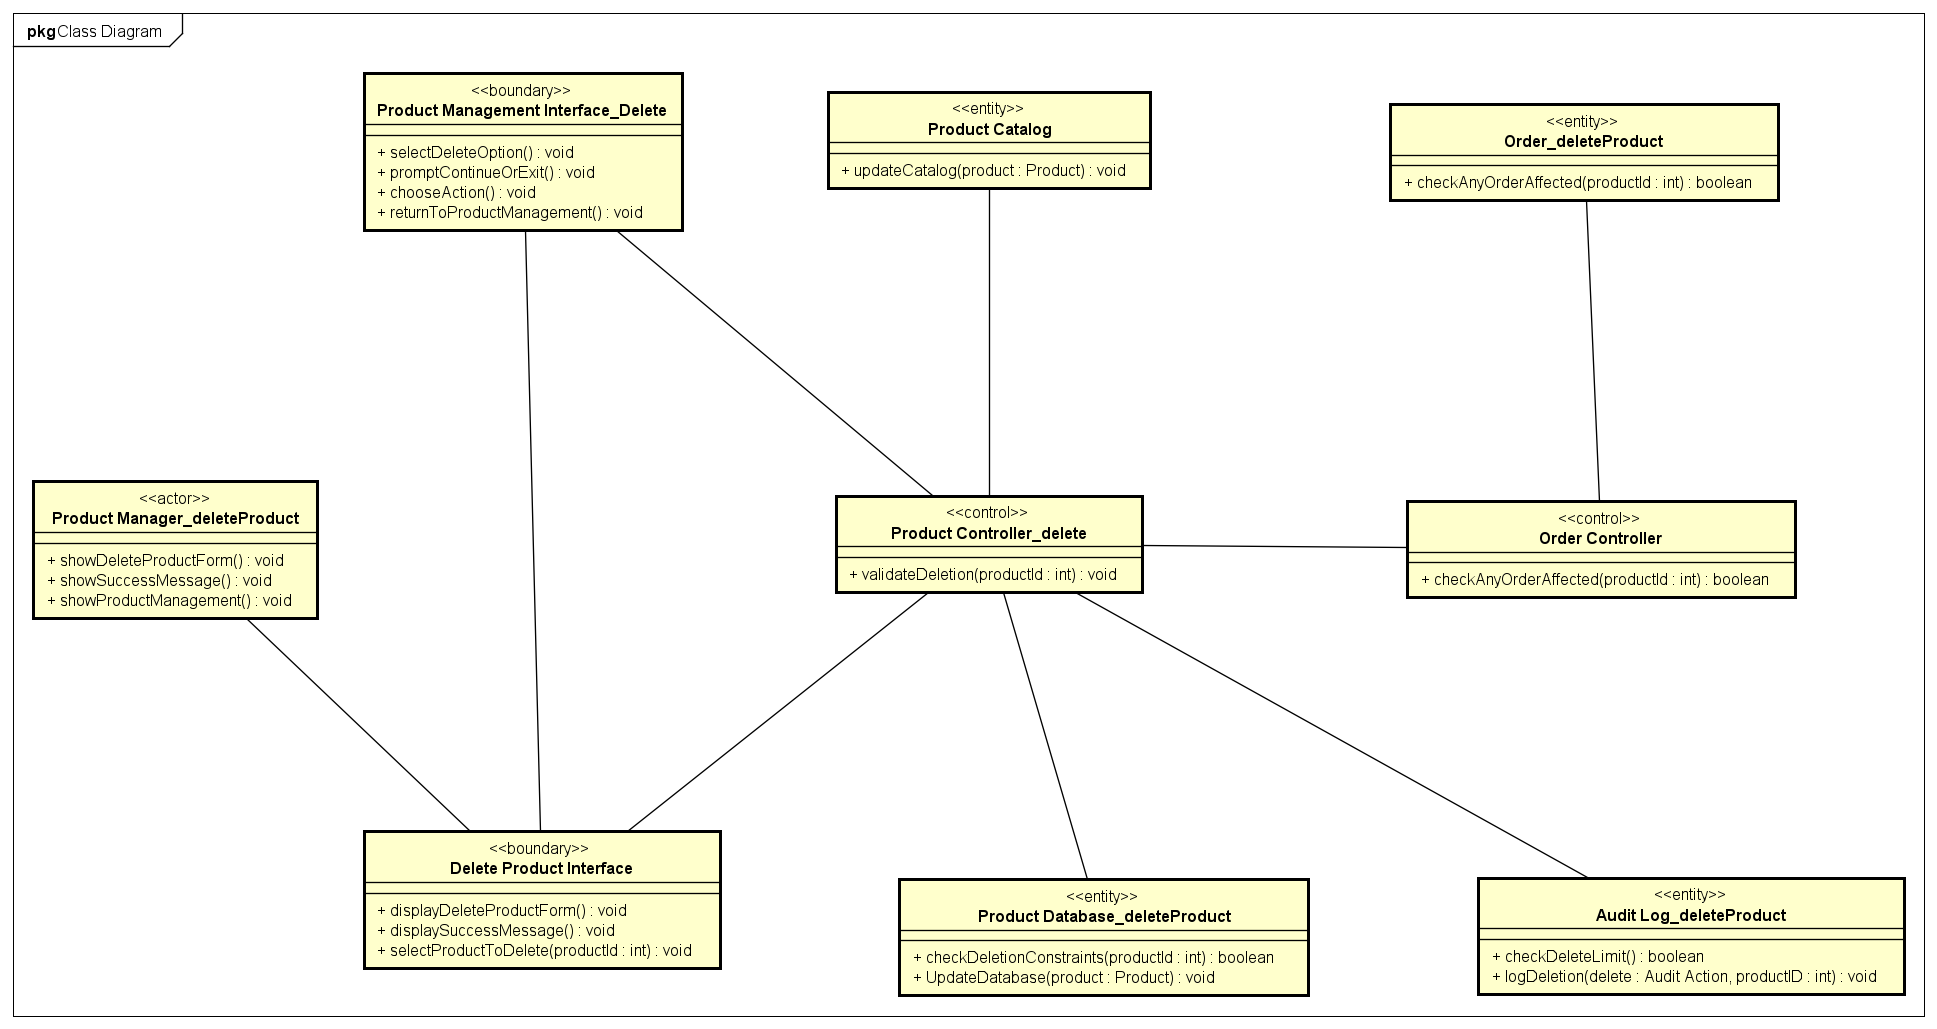 pkg Class Diagram
<<boundary>>
Product Management Interface_Delete
+ selectDeleteOption() : void
+ promptContinueOrExit() : void
+ chooseAction() : void
+ returnToProductManagement() : void
<<entity>>
Product Catalog
+ updateCatalog(product : Product) : void
<<entity>>
Order_deleteProduct
+ checkAnyOrderAffected(productId : int) : boolean
<<actor>>
Product Manager_deleteProduct
+ showDeleteProductForm() : void
+ showSuccessMessage() : void
+ showProductManagement() : void
<<control>>
Product Controller_delete
+ validateDeletion(productId : int) : void
<<control>>
Order Controller
+ checkAnyOrderAffected(productId : int) : boolean
<<boundary>>
Delete Product Interface
+ displayDeleteProductForm() : void
+ displaySuccessMessage() : void
+ selectProductToDelete(productId : int) : void
<<entity>>
Product Database_deleteProduct
+ checkDeletionConstraints(productId : int) : boolean
+ UpdateDatabase(product : Product) : void
<<entity>>
Audit Log_deleteProduct
+ checkDeleteLimit() : boolean
+ logDeletion(delete : Audit Action, productID : int) : void